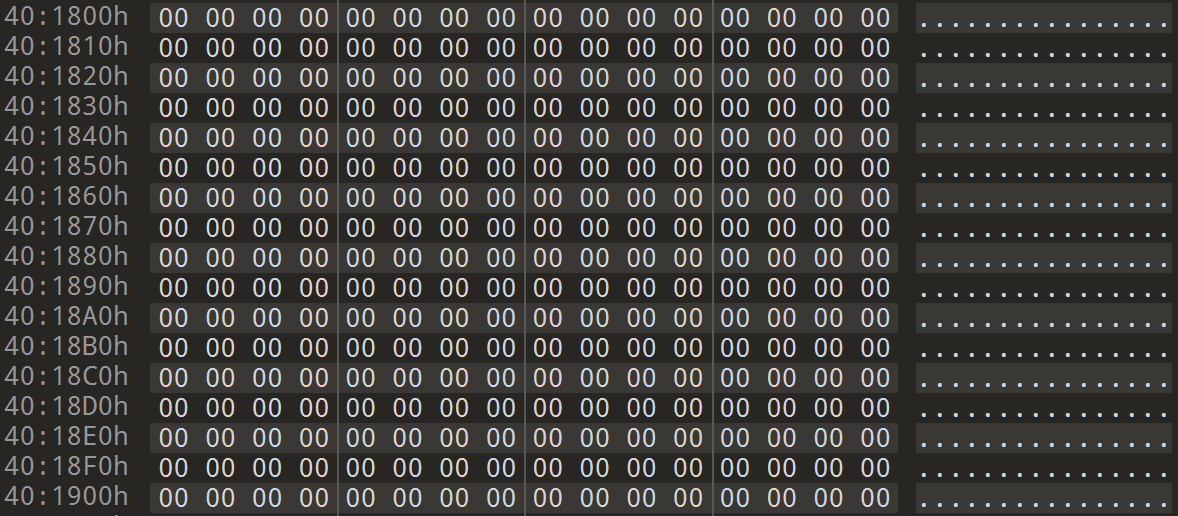 40:1800h 00 00 00 00 00 00 00 00 00 00 00 00 00 00 00 00 ................
40:1810h 00 00 00 00 00 00 00 00 00 00 00 00 00 00 00 00 ................
40:1820h 00 00 00 00 00 00 00 00 00 00 00 00 00 00 00 00 ................
40:1830h 00 00 00 00 00 00 00 00 00 00 00 00 00 00 00 00 ................
40:1840h 00 00 00 00 00 00 00 00 00 00 00 00 00 00 00 00 ................
40:1850h 00 00 00 00 00 00 00 00 00 00 00 00 00 00 00 00 ................
40:1860h 00 00 00 00 00 00 00 00 00 00 00 00 00 00 00 00 ................
40:1870h 00 00 00 00 00 00 00 00 00 00 00 00 00 00 00 00 ................
40:1880h 00 00 00 00 00 00 00 00 00 00 00 00 00 00 00 00 ................
40:1890h 00 00 00 00 00 00 00 00 00 00 00 00 00 00 00 00 ................
40:18A0h 00 00 00 00 00 00 00 00 00 00 00 00 00 00 00 00 ................
40:18B0h 00 00 00 00 00 00 00 00 00 00 00 00 00 00 00 00 ................
40:18C0h 00 00 00 00 00 00 00 00 00 00 00 00 00 00 00 00 ................
40:18D0h 00 00 00 00 00 00 00 00 00 00 00 00 00 00 00 00 ................
40:18E0h 00 00 00 00 00 00 00 00 00 00 00 00 00 00 00 00 ................
40:18F0h 00 00 00 00 00 00 00 00 00 00 00 00 00 00 00 00 ................
40:1900h 00 00 00 00 00 00 00 00 00 00 00 00 00 00 00 00 ................